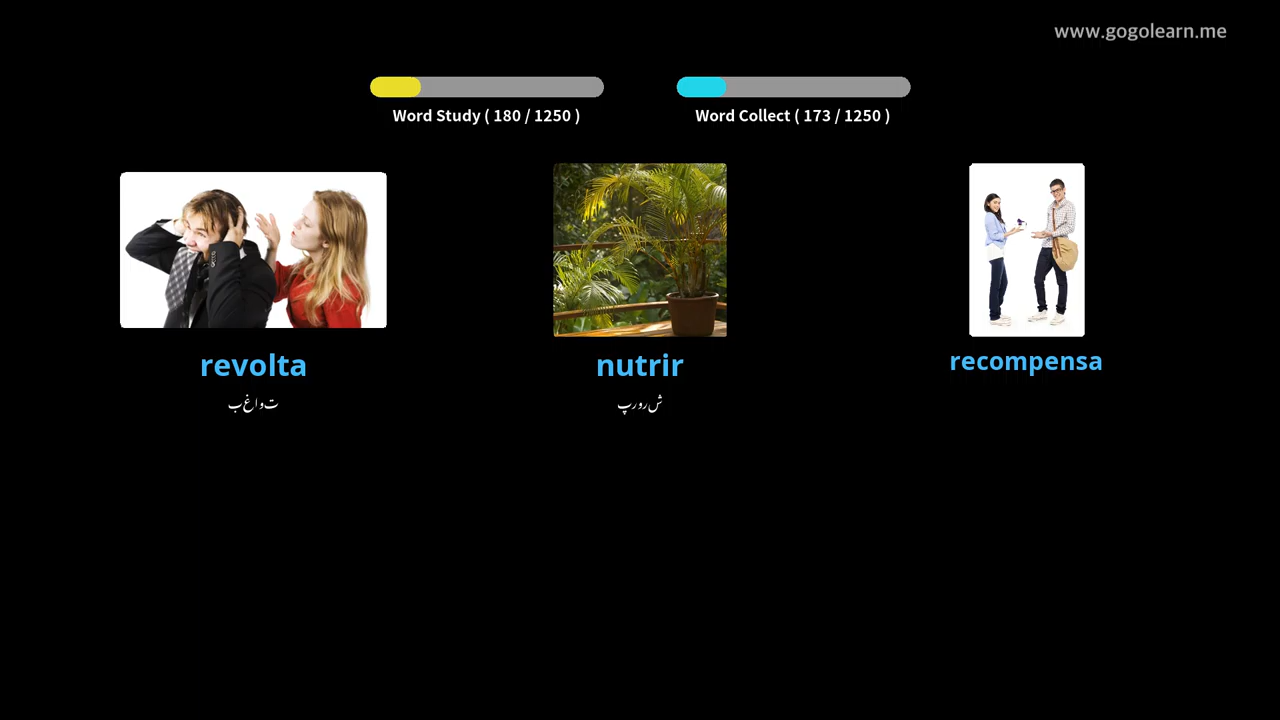 www.gogolearn.me
Word Study ( 180 / 1250 )
Word Collect ( 173 / 1250 )
revolta
nutrir
recompensa
بغاوت
پرورش